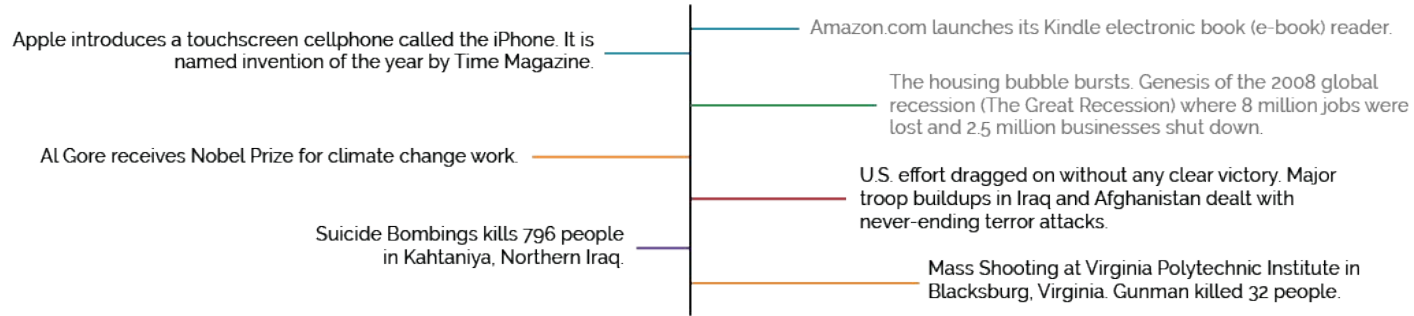 Amazon.com launches its Kindle electronic book (e-book) reader.
Apple introduces a touchscreen cellphone called the iPhone. It is
named invention of the year by Time Magazine.
The housing bubble bursts. Genesis of the 2008 global
recession (The Great Recession) where 8 million jobs were
lost and 2.5 million businesses shut down.
Al Gore receives Nobel Prize for climate change work.
U.S. effort dragged on without any clear victory. Major
troop buildups in Iraq and Afghanistan dealt with
never-ending terror attacks.
Suicide Bombings kills 796 people
in Kahtaniya, Northern Iraq.
Mass Shooting at Virginia Polytechnic Institute in
Blacksburg, Virginia. Gunman killed 32 people.